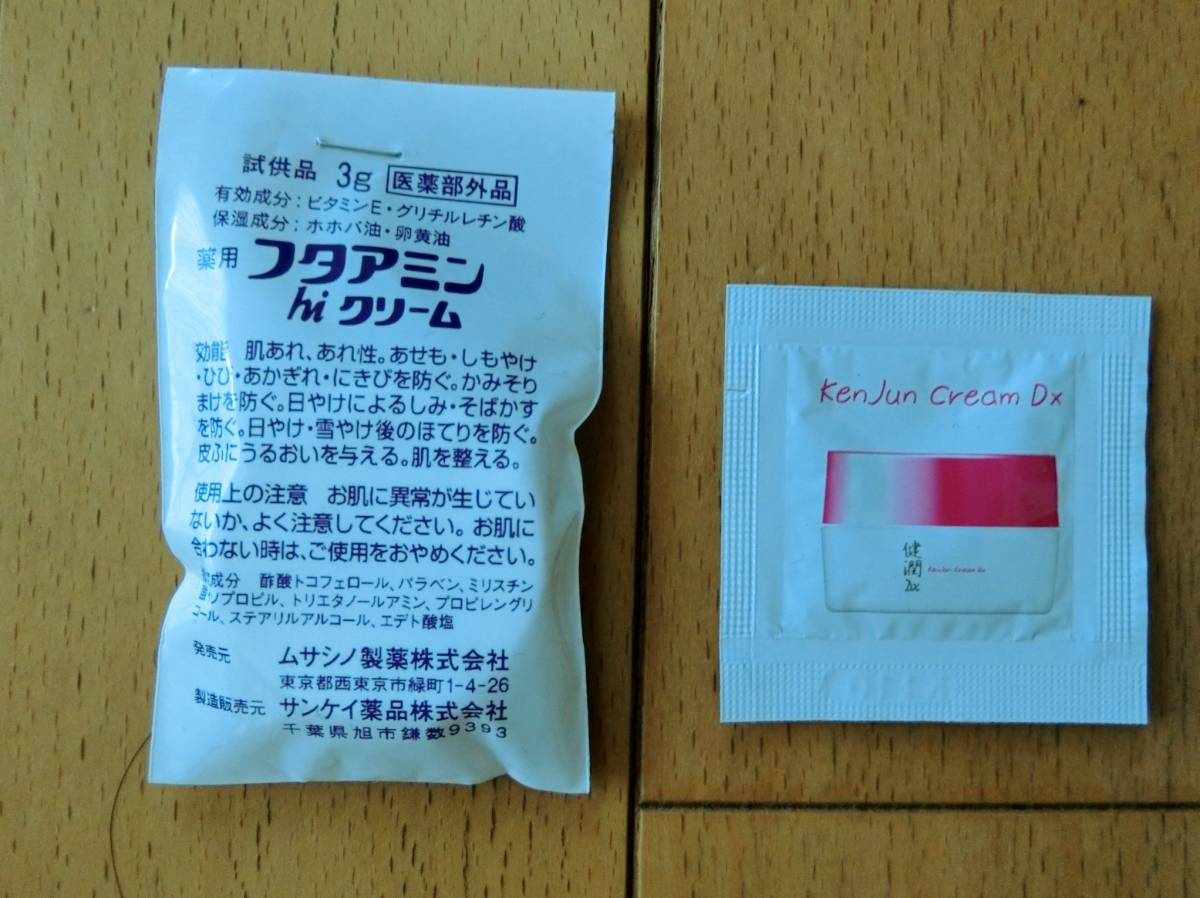 試供品 3g 医薬部外品
有効成分：ビタミンE・グリチルレチン酸
保湿成分：ホホバ油・卵黄油
薬用 フタアミン
hi クリーム
効能 肌あれ、あれ性。あせも・しもやけ
・ひび・あかぎれ・にきびを防ぐ。かみそり
まけを防ぐ。日やけによるしみ・そばかす
を防ぐ。日やけ・雪やけ後のほてりを防ぐ。
皮ふにうるおいを与える。肌を整える。
使用上の注意 お肌に異常が生じてい
ないか、よく注意してください。お肌に
合わない時は、ご使用をおやめください。
成分 酢酸トコフェロール、パラベン、ミリスチン
ソプロピル、トリエタノールアミン、プロピレングリ
コール、ステアリルアルコール、エデト酸塩
発売元 ムサシノ製薬株式会社
東京都西東京市緑町1-4-26
製造販売元 サンケイ薬品株式会社
千葉県旭市鎌数9393
KenJun Cream Dx
健潤 Dx
KenJun Cream Dx